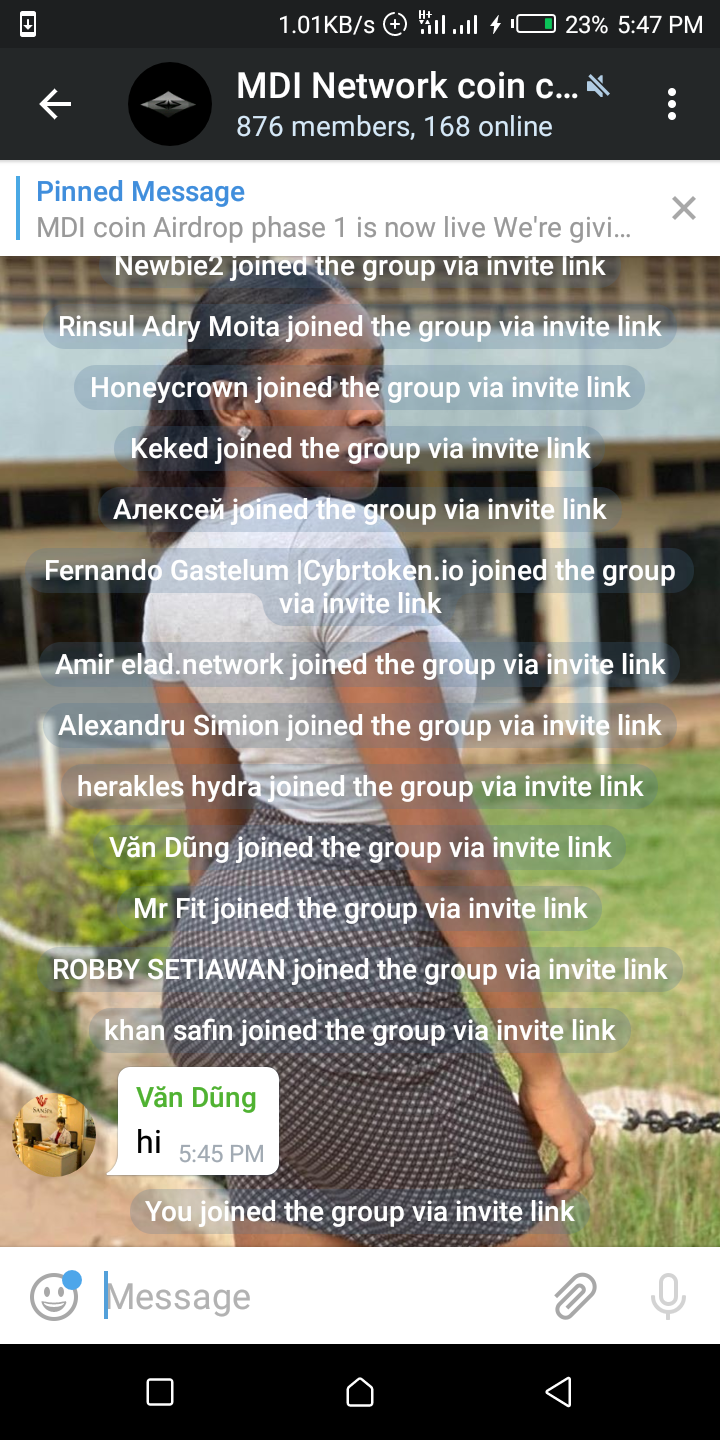 1.01KB/s H+ 23% 5:47 PM
MDI Network coin c...
876 members, 168 online
Pinned Message
MDI coin Airdrop phase 1 is now live We're givi...
Newbie2 joined the group via invite link
Rinsul Adry Moita joined the group via invite link
Honeycrown joined the group via invite link
Keked joined the group via invite link
Алексей joined the group via invite link
Fernando Gastelum |Cybrtoken.io joined the group
via invite link
Amir elad.network joined the group via invite link
Alexandru Simion joined the group via invite link
herakles hydra joined the group via invite link
Văn Dũng joined the group via invite link
Mr Fit joined the group via invite link
ROBBY SETIAWAN joined the group via invite link
khan safin joined the group via invite link
Văn Dũng
hi 5:45 PM
You joined the group via invite link
Message